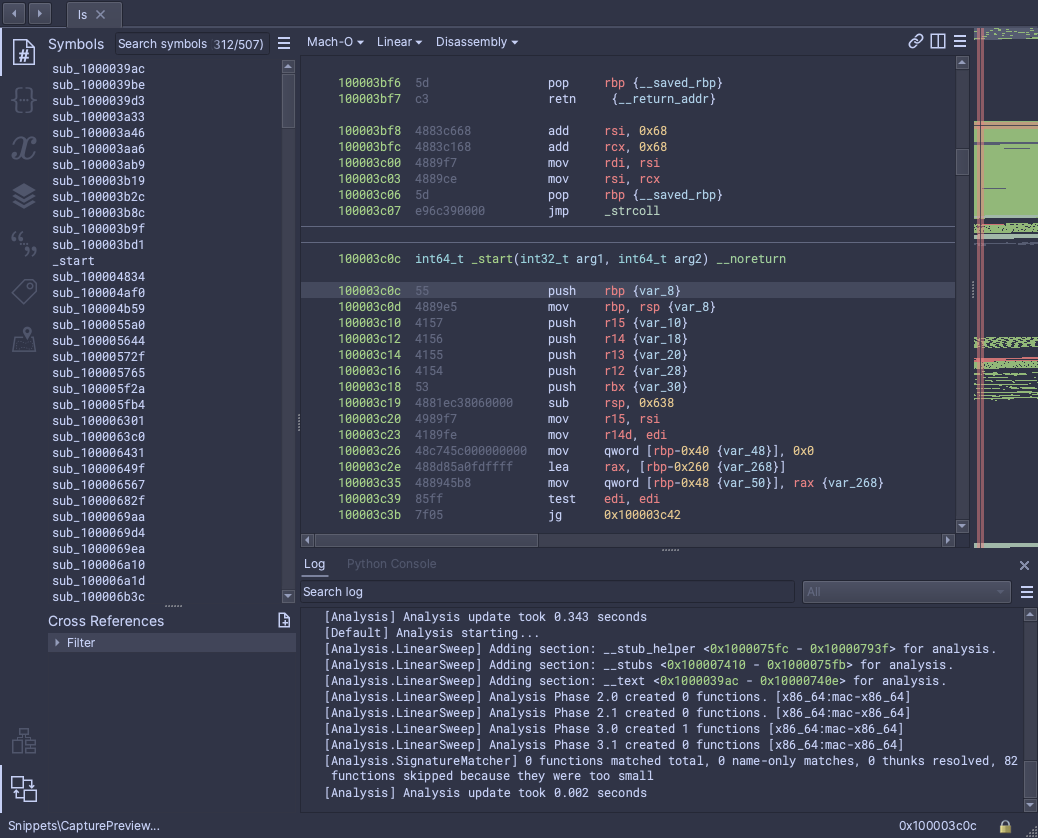 ls
Symbols
Search symbols 312/507)
sub_1000039ac
sub_1000039be
sub_1000039d3
sub_100003a33
sub_100003a46
sub_100003aa6
sub_100003ab9
sub_100003b19
sub_100003b2c
sub_100003b8c
sub_100003b9f
sub_100003bd1
_start
sub_100004834
sub_100004af0
sub_100004b59
sub_1000055a0
sub_100005644
sub_10000572f
sub_100005765
sub_100005f2a
sub_100005fb4
sub_100006301
sub_1000063c0
sub_100006431
sub_10000649f
sub_100006567
sub_10000682f
sub_1000069aa
sub_1000069d4
sub_1000069ea
sub_100006a10
sub_100006a1d
sub_100006b3c
Cross References
Filter
Mach-O Linear Disassembly
100003bf6 5d pop rbp {__saved_rbp}
100003bf7 c3 retn {__return_addr}
100003bf8 4883c668 add rsi, 0x68
100003bfc 4883c168 add rcx, 0x68
100003c00 4889f7 mov rdi, rsi
100003c03 4889ce mov rsi, rcx
100003c06 5d pop rbp {__saved_rbp}
100003c07 e96c390000 jmp _strcoll
100003c0c int64_t _start(int32_t arg1, int64_t arg2) __noreturn
100003c0c 55 push rbp {var_8}
100003c0d 4889e5 mov rbp, rsp {var_8}
100003c10 4157 push r15 {var_10}
100003c12 4156 push r14 {var_18}
100003c14 4155 push r13 {var_20}
100003c16 4154 push r12 {var_28}
100003c18 53 push rbx {var_30}
100003c19 4881ec38060000 sub rsp, 0x638
100003c20 4989f7 mov r15, rsi
100003c23 4189fe mov r14d, edi
100003c26 48c745c000000000 mov qword [rbp-0x40 {var_48}], 0x0
100003c2e 488d85a0fdffff lea rax, [rbp-0x260 {var_268}]
100003c35 488945b8 mov qword [rbp-0x48 {var_50}], rax {var_268}
100003c39 85ff test edi, edi
100003c3b 7f05 jg 0x100003c42
Log Python Console
Search log
All
[Analysis] Analysis update took 0.343 seconds
[Default] Analysis starting...
[Analysis.LinearSweep] Adding section: __stub_helper <0x1000075fc - 0x10000793f> for analysis.
[Analysis.LinearSweep] Adding section: __stubs <0x100007410 - 0x1000075fb> for analysis.
[Analysis.LinearSweep] Adding section: __text <0x1000039ac - 0x10000740e> for analysis.
[Analysis.LinearSweep] Analysis Phase 2.0 created 0 functions. [x86_64:mac-x86_64]
[Analysis.LinearSweep] Analysis Phase 2.1 created 0 functions. [x86_64:mac-x86_64]
[Analysis.LinearSweep] Analysis Phase 3.0 created 1 functions [x86_64:mac-x86_64]
[Analysis.LinearSweep] Analysis Phase 3.1 created 0 functions [x86_64:mac-x86_64]
[Analysis.SignatureMatcher] 0 functions matched total, 0 name-only matches, 0 thunks resolved, 82
functions skipped because they were too small
[Analysis] Analysis update took 0.002 seconds
Snippets\CapturePreview...
0x100003c0c